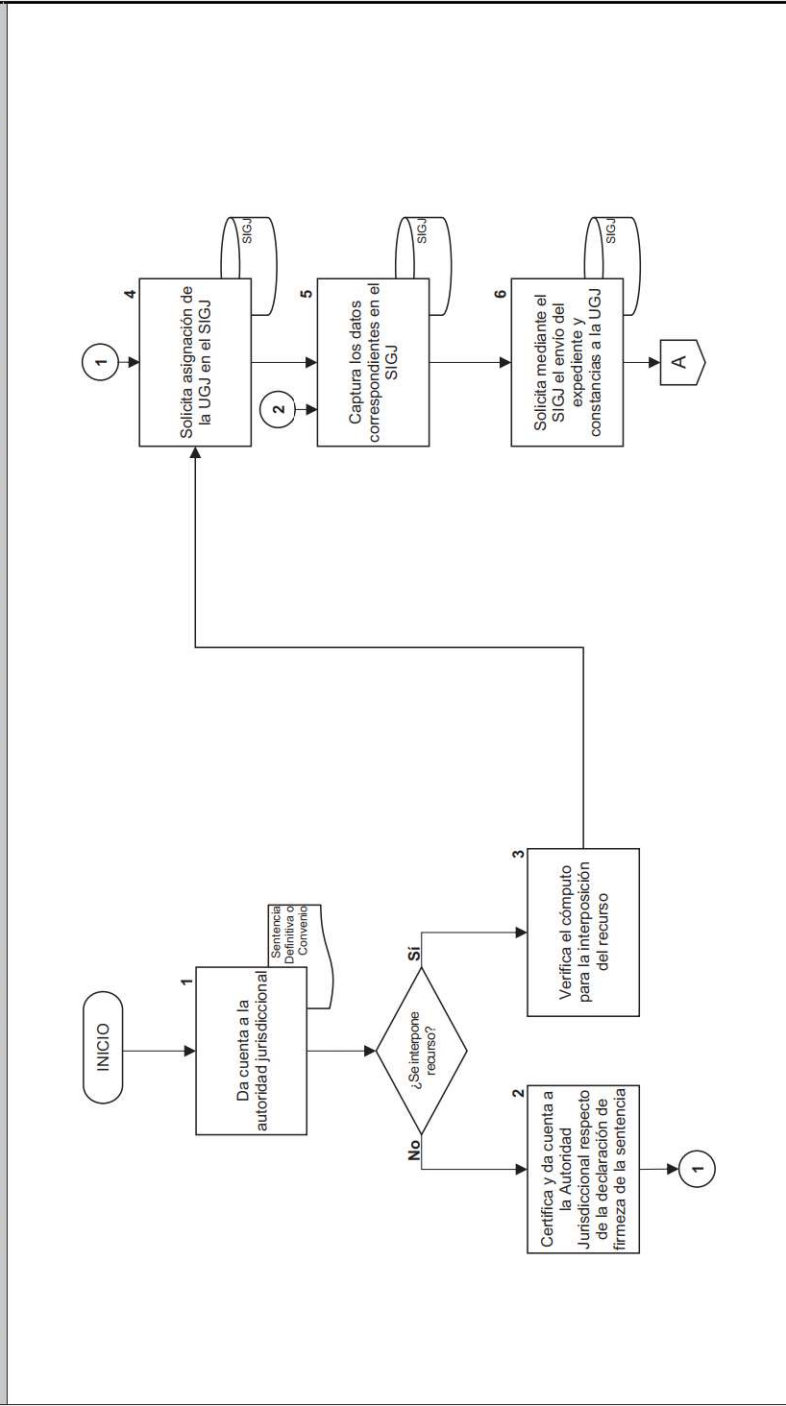 INICIO
1
Da cuenta a la
autoridad jurisdiccional
Sentencia
Definitiva o
Convenio
¿Se interpone
recurso?
No
Sí
2
Certifica y da cuenta a
la Autoridad
Jurisdiccional respecto
de la declaración de
firmeza de la sentencia
1
3
Verifica el cómputo
para la interposición
del recurso
1
4
Solicita asignación de
la UGJ en el SIGJ
SIGJ
2
5
Captura los datos
correspondientes en el
SIGJ
SIGJ
6
Solicita mediante el
SIGJ el envío del
expediente y
constancias a la UGJ
SIGJ
A